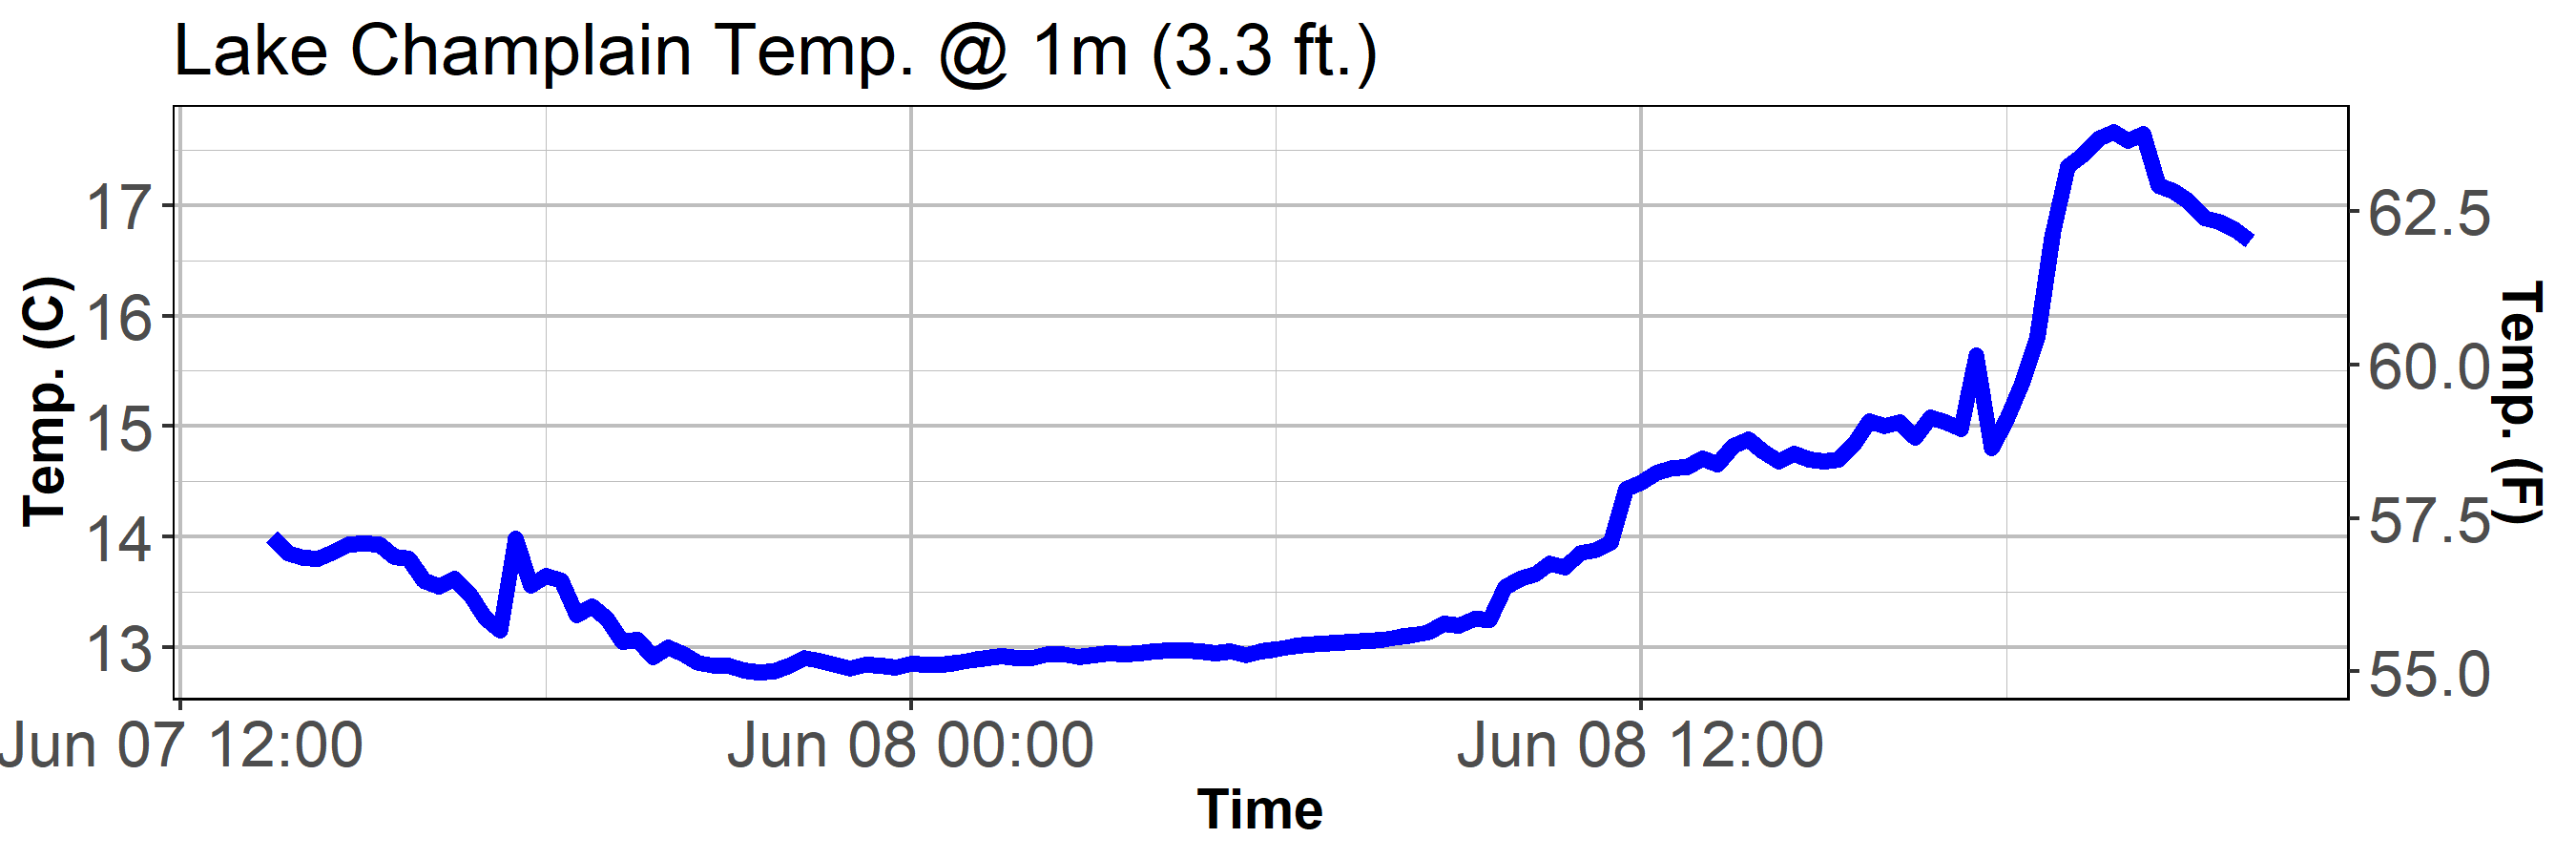 Lake Champlain Temp. @ 1m (3.3 ft.)
Temp. (C)
17
16
15
14
13
62.5
60.0
57.5
55.0
Temp. (F)
Jun 07 12:00 Jun 08 00:00 Jun 08 12:00
Time